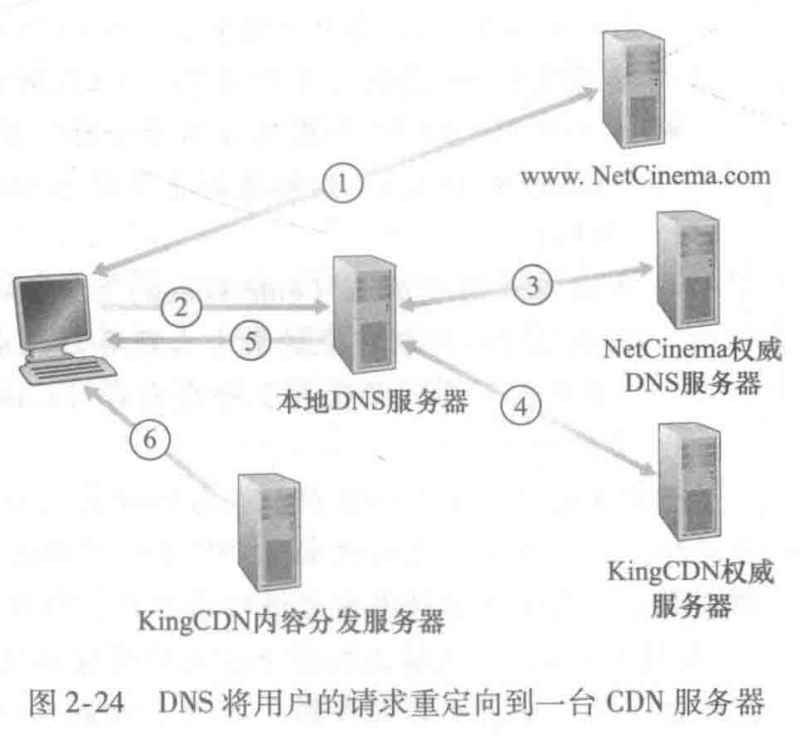 www. NetCinema.com
①
②
③
NetCinema权威
DNS服务器
⑤
本地DNS服务器
④
⑥
KingCDN权威
服务器
KingCDN内容分发服务器
图 2-24 DNS 将用户的请求重定向到一台 CDN 服务器